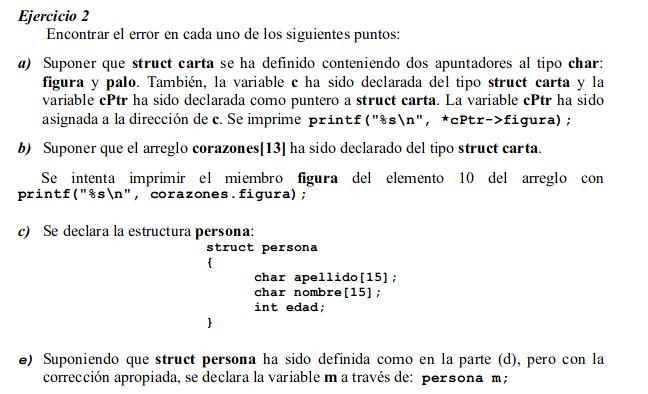 Ejercicio 2
Encontrar el error en cada uno de los siguientes puntos:
a) Suponer que struct carta se ha definido conteniendo dos apuntadores al tipo char:
figura y palo. También, la variable c ha sido declarada del tipo struct carta y la
variable cPtr ha sido declarada como puntero a struct carta. La variable cPtr ha sido
asignada a la dirección de c. Se imprime printf("%s\n", *cPtr->figura);
b) Suponer que el arreglo corazones[13] ha sido declarado del tipo struct carta.
Se intenta imprimir el miembro figura del elemento 10 del arreglo con
printf("%s\n", corazones.figura);
c) Se declara la estructura persona:
struct persona
{
char apellido[15];
char nombre[15];
int edad;
}
e) Suponiendo que struct persona ha sido definida como en la parte (d), pero con la
corrección apropiada, se declara la variable m a través de: persona m;